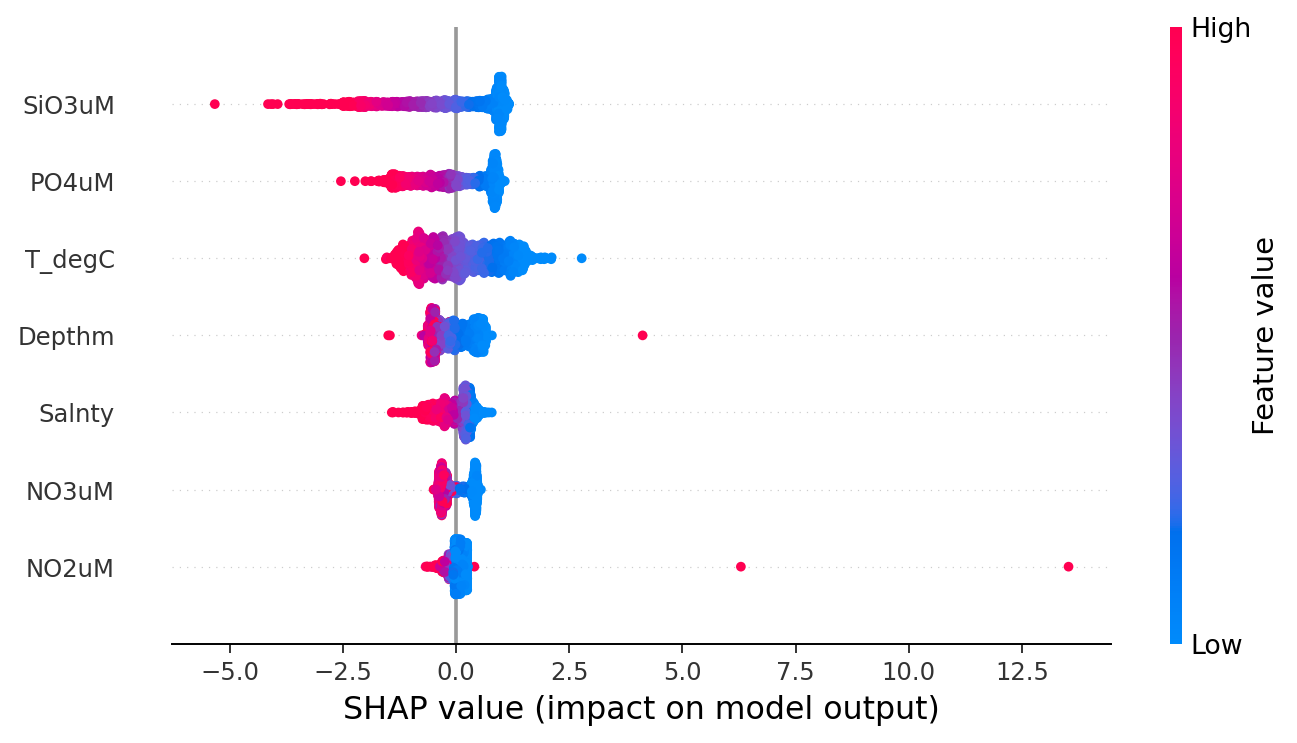 High
SiO3uM
PO4uM
T_degC
Depthm
Salnty
NO3uM
NO2uM
Feature value
Low
−5.0 −2.5 0.0 2.5 5.0 7.5 10.0 12.5
SHAP value (impact on model output)